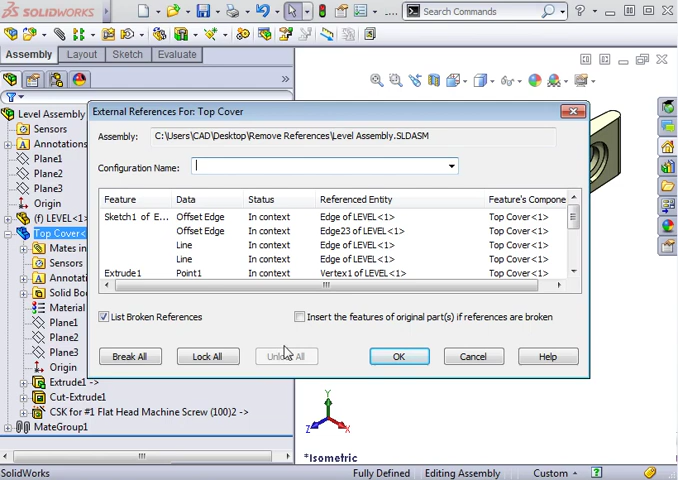 SOLIDWORKS
Search Commands
Assembly Layout Sketch Evaluate
External References For: Top Cover
Assembly: C:\Users\CAD\Desktop\Remove References\Level Assembly.SLDASM
Configuration Name:
Feature Data Status Referenced Entity Feature's Compone
Sketch1 of E... Offset Edge In context Edge of LEVEL<1> Top Cover<1>
Offset Edge In context Edge23 of LEVEL<1> Top Cover<1>
Line In context Edge of LEVEL<1> Top Cover<1>
Line In context Edge of LEVEL<1> Top Cover<1>
Extrude1 Point1 In context Vertex1 of LEVEL<1> Top Cover<1>
List Broken References
Insert the features of original part(s) if references are broken
Break All Lock All All OK Cancel Help
Level Assembly
Sensors
Annotations
Plane1
Plane2
Plane3
Origin
(f) LEVEL<1>
Top Cover<
Mates in
Sensors
Annotati
Solid Bo
Material
Plane1
Plane2
Plane3
Origin
Extrude1 ->
Cut-Extrude1
CSK for #1 Flat Head Machine Screw (100)2 ->
MateGroup1
Y
Z X
*Isometric
SolidWorks Fully Defined Editing Assembly Custom